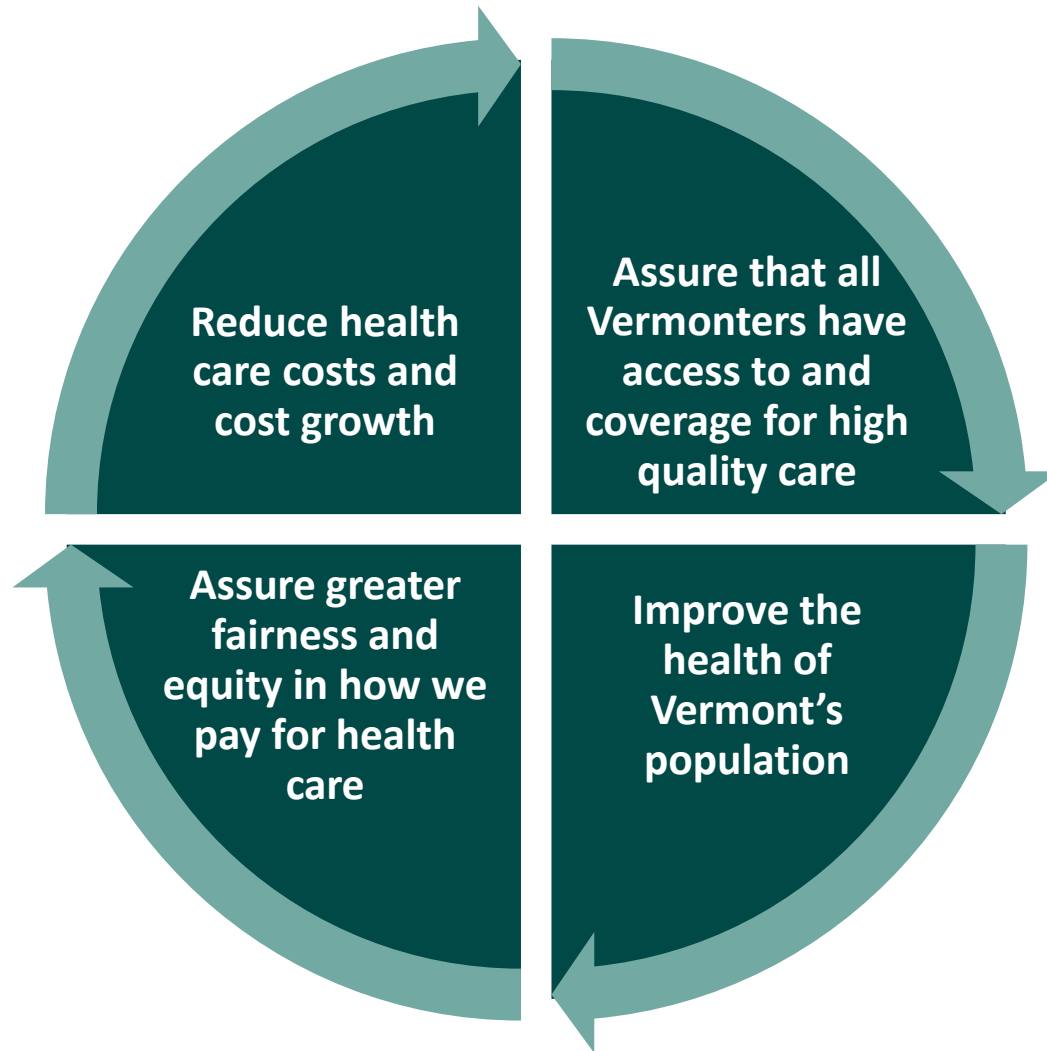 Reduce health
care costs and
cost growth
Assure that all
Vermonters have
access to and
coverage for high
quality care
Assure greater
fairness and
equity in how we
pay for health
care
Improve the
health of
Vermont’s
population